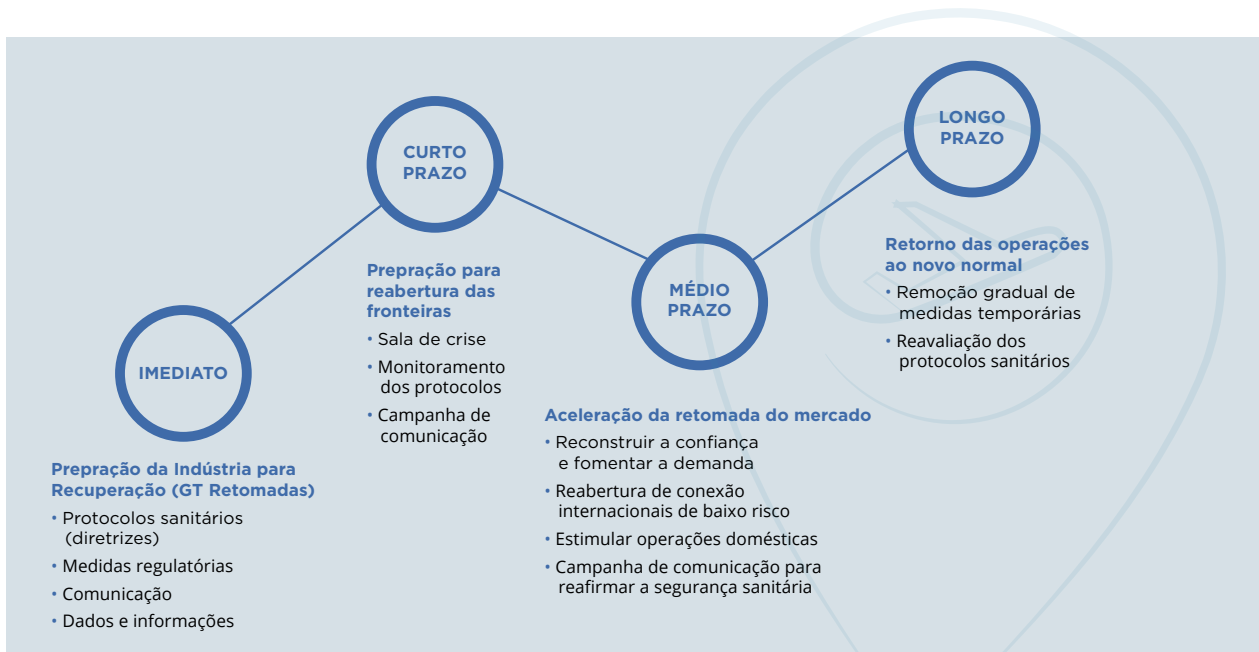 IMEDIATO
Prepração da Indústria para
Recuperação (GT Retomadas)
• Protocolos sanitários
(diretrizes)
• Medidas regulatórias
• Comunicação
• Dados e informações
CURTO
PRAZO
Prepração para
reabertura das
fronteiras
• Sala de crise
• Monitoramento
dos protocolos
• Campanha de
comunicação
MÉDIO
PRAZO
Aceleração da retomada do mercado
• Reconstruir a confiança
e fomentar a demanda
• Reabertura de conexão
internacionais de baixo risco
• Estimular operações domésticas
• Campanha de comunicação para
reafirmar a segurança sanitária
LONGO
PRAZO
Retorno das operações
ao novo normal
• Remoção gradual de
medidas temporárias
• Reavaliação dos
protocolos sanitários